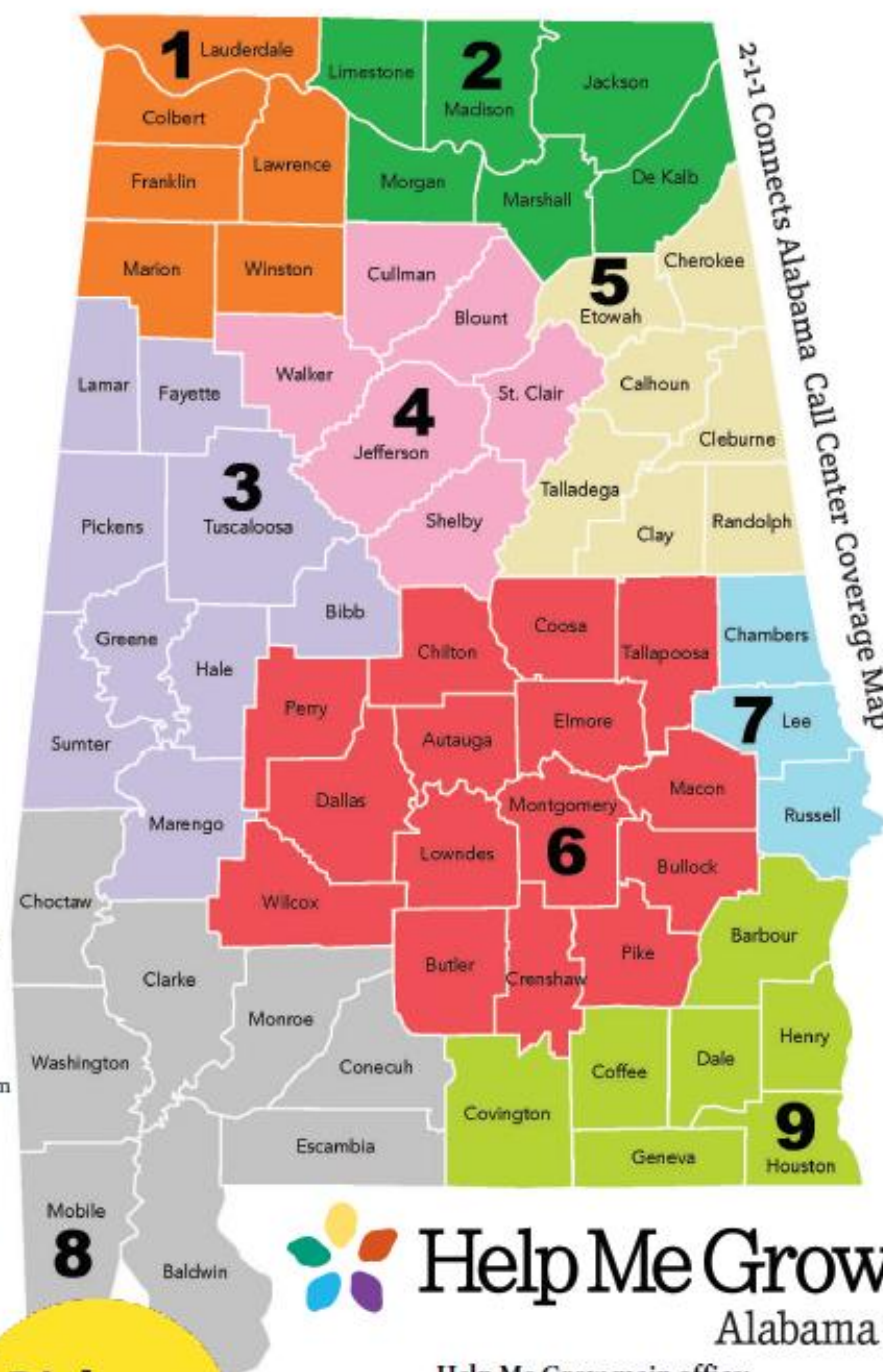 1
Lauderdale
Limestone
2
Madison
Jackson
Colbert
Lawrence
Franklin
Morgan
Marshall
De Kalb
Marion
Winston
Cullman
Cherokee
5
Etowah
Blount
Walker
Lamar
Fayette
4
Jefferson
St. Clair
Calhoun
Cleburne
3
Tuscaloosa
Pickens
Shelby
Talladega
Clay
Randolph
Bibb
Greene
Hale
Chilton
Coosa
Tallapoosa
Chambers
Perry
Sumter
Autauga
Elmore
7
Lee
Dallas
Marengo
Montgomery
6
Macon
Russell
Lowndes
Bullock
Choctaw
Wilcox
Clarke
Butler
Crenshaw
Pike
Barbour
Monroe
Washington
Conecuh
Coffee
Dale
Henry
Covington
Escambia
Geneva
9
Houston
Mobile
8
Baldwin
2-1-1 Connects Alabama Call Center Coverage Map
Help Me Grow
Alabama